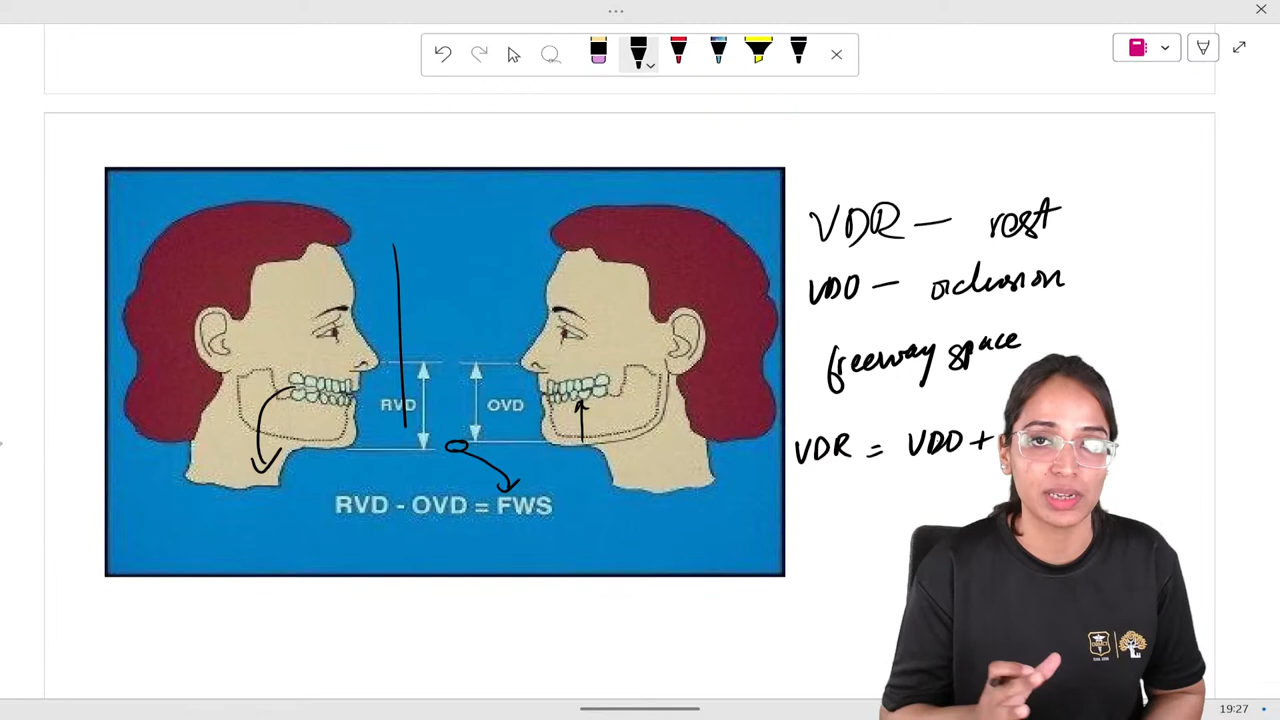 VDR — rest
VDO — occlusion
freeway space
VDR = VDO +
RVD
OVD
RVD - OVD = FWS
19:27